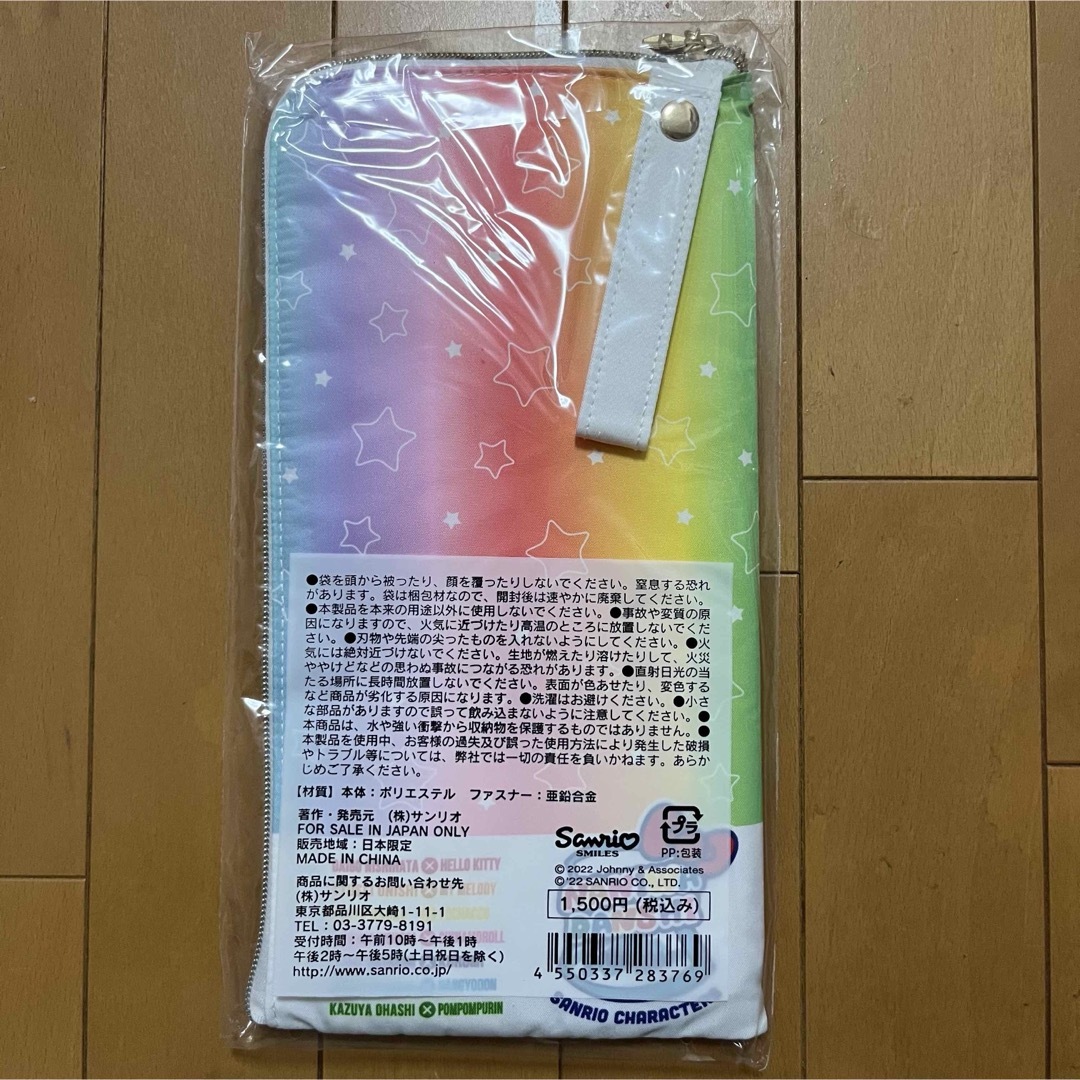 ●袋を頭から被ったり、顔を覆ったりしないでください。窒息する恐れ
があります。袋は梱包材なので、開封後は速やかに廃棄してください。
●本製品を本来の用途以外に使用しないでください。●事故や変質の原
因になりますので、火気に近づけたり高温のところに放置しないでくだ
さい。●刃物や先端の尖ったものを入れないようにしてください。●火
気には絶対近づけないでください。生地が燃えたり溶けたりして、火災
ややけどなどの思わぬ事故につながる恐れがあります。●直射日光の当
たる場所に長時間放置しないでください。表面が色あせたり、変色する
など商品が劣化する原因になります。●洗濯はお避けください。●小さ
な部品がありますので誤って飲み込まないように注意してください。●
本商品は、水や強い衝撃から収納物を保護するものではありません。●
本製品を使用中、お客様の過失及び誤った使用方法により発生した破損
やトラブル等については、弊社では一切の責任を負いかねます。あらか
じめご了承ください。
【材質】本体：ポリエステル ファスナー：亜鉛合金
著作・発売元 （株）サンリオ
FOR SALE IN JAPAN ONLY
販売地域：日本限定
MADE IN CHINA
商品に関するお問い合わせ先
（株）サンリオ
東京都品川区大崎1-11-1
TEL：03-3779-8191
受付時間：午前10時〜午後1時
午後2時〜午後5時（土日祝日を除く）
http://www.sanrio.co.jp/
Sanrio
SMILES
プラ
PP:包装
© 2022 Johnny & Associates
© '22 SANRIO CO., LTD.
1,500円（税込み）
4 550337 283769
HELLO KITTY
MELODY
KAZUYA OHASHI × POMPOMPURIN
SANRIO CHARACTER